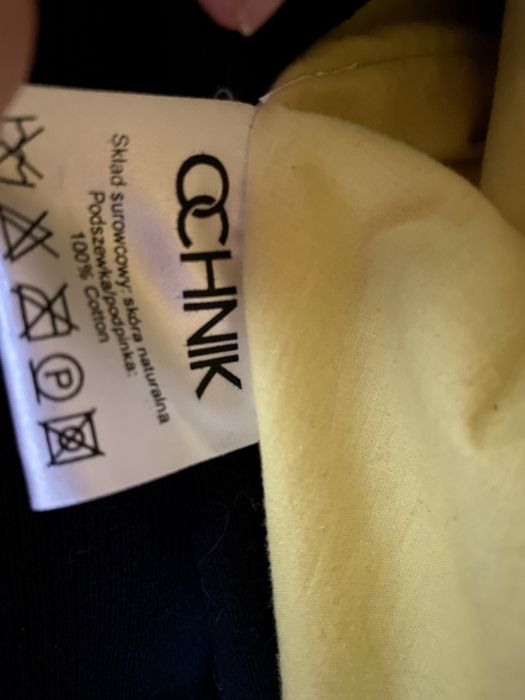 OCHNIK
Skład surowcowy: skóra naturalna
Podszewka/podpinka:
100% Cotton
P